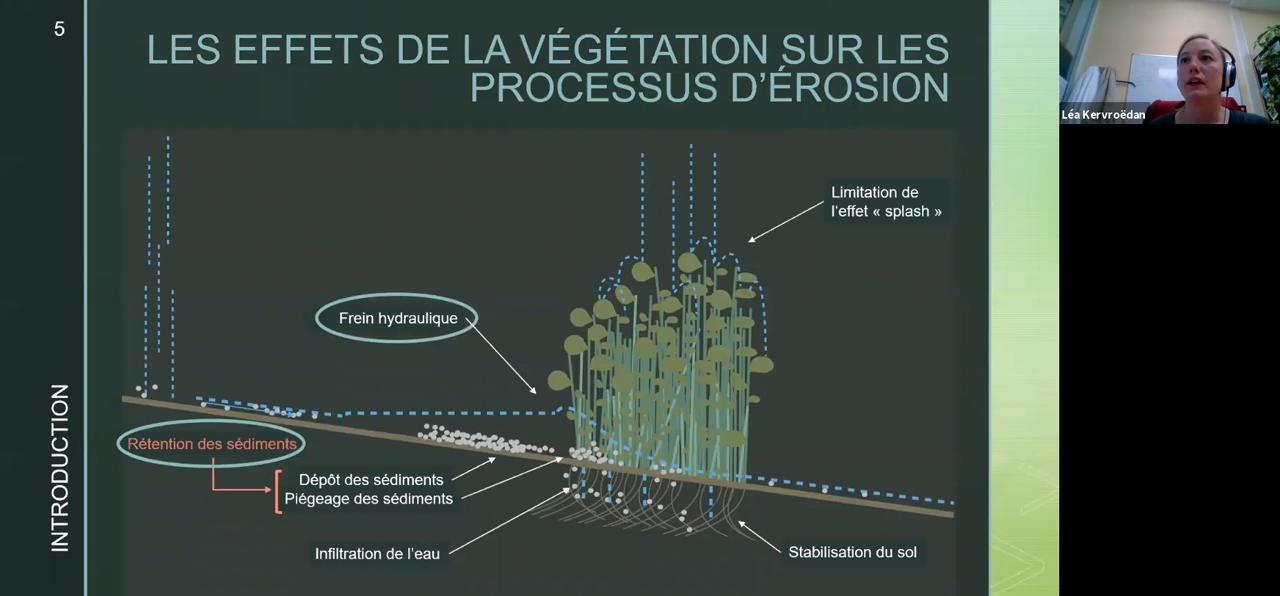 5
LES EFFETS DE LA VÉGÉTATION SUR LES
PROCESSUS D'ÉROSION
Léa Kervroëdan
Limitation de
l'effet « splash »
Frein hydraulique
Rétention des sédiments
Dépôt des sédiments
Piégeage des sédiments
Infiltration de l'eau
Stabilisation du sol
INTRODUCTION